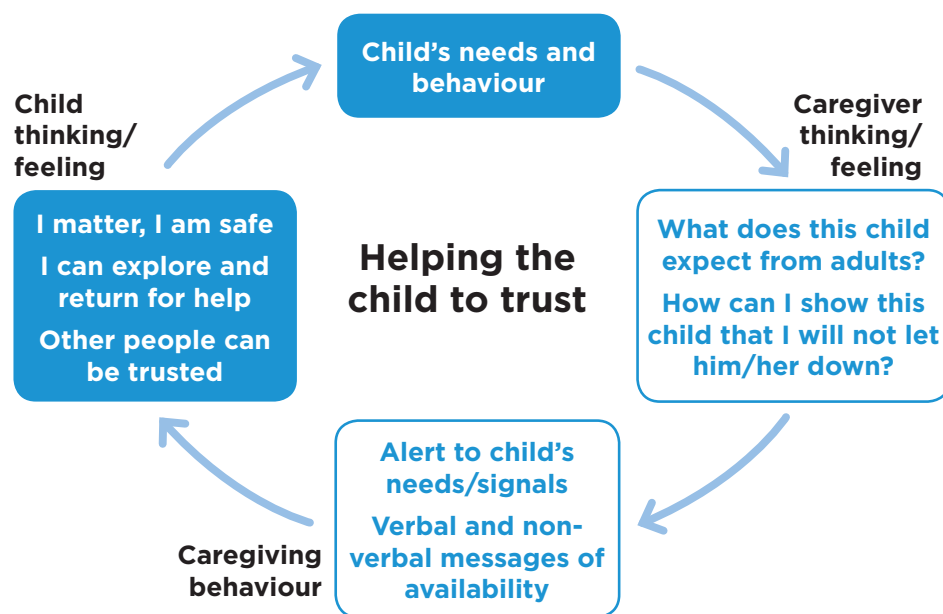 Child’s needs and
behaviour
Caregiver
thinking/
feeling
What does this child
expect from adults?
How can I show this
child that I will not let
him/her down?
Alert to child’s
needs/signals
Verbal and non-
verbal messages of
availability
Caregiving
behaviour
Child
thinking/
feeling
I matter, I am safe
I can explore and
return for help
Other people can
be trusted
Helping the
child to trust